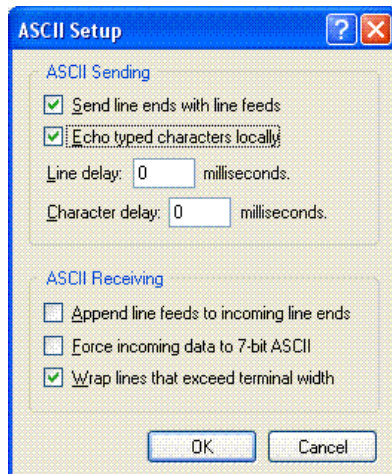 ASCII Setup
ASCII Sending
Send line ends with line feeds
Echo typed characters locally
Line delay: 0 milliseconds.
Character delay: 0 milliseconds.
ASCII Receiving
Append line feeds to incoming line ends
Force incoming data to 7-bit ASCII
Wrap lines that exceed terminal width
OK Cancel